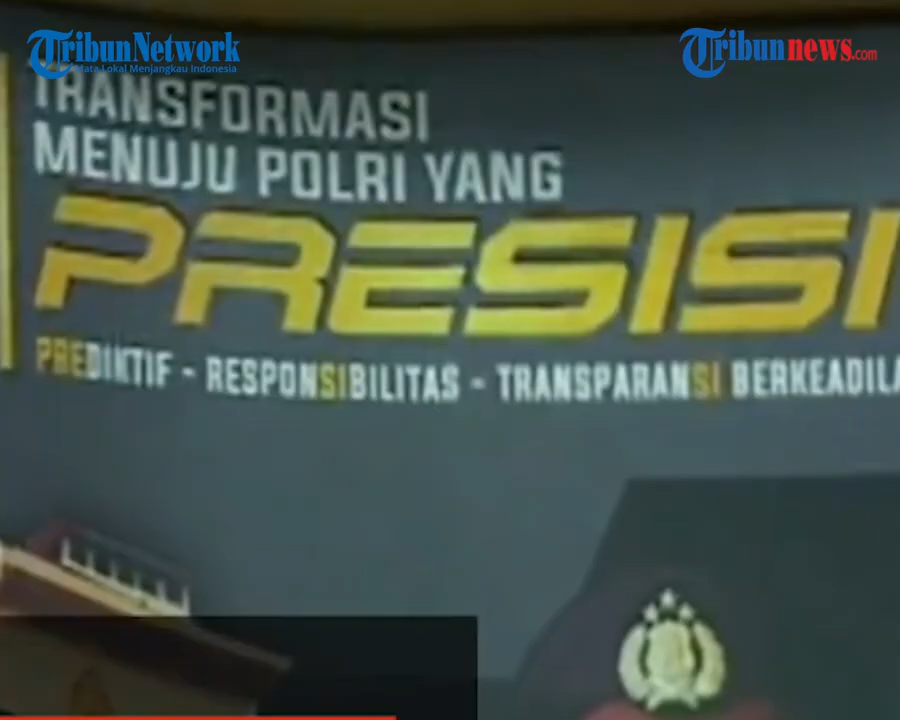 TribunNetwork
Mata Lokal Menjangkau Indonesia
Tribunnews.com
TRANSFORMASI
MENUJU POLRI YANG
PRESISI
PREDIKTIF - RESPONSIBILITAS - TRANSPARANSI BERKEADILA